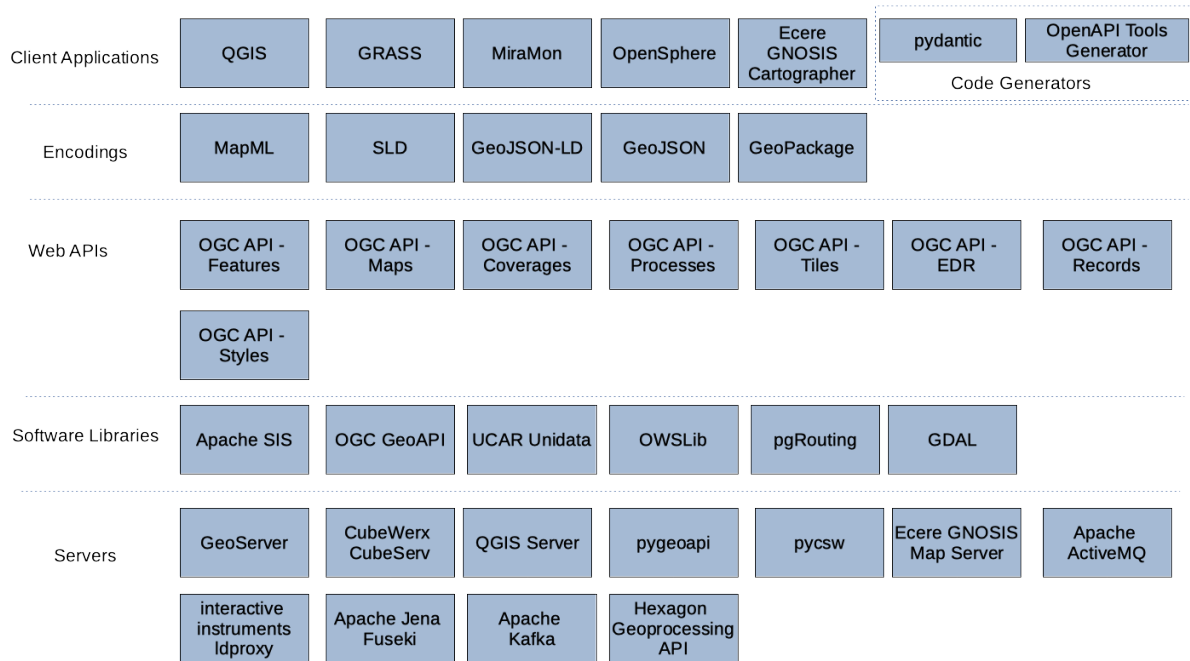 Client Applications
QGIS
GRASS
MiraMon
OpenSphere
Ecere
GNOSIS
Cartographer
pydantic
OpenAPI Tools
Generator
Code Generators
Encodings
MapML
SLD
GeoJSON-LD
GeoJSON
GeoPackage
Web APIs
OGC API -
Features
OGC API -
Maps
OGC API -
Coverages
OGC API -
Processes
OGC API -
Tiles
OGC API -
EDR
OGC API -
Records
OGC API -
Styles
Software Libraries
Apache SIS
OGC GeoAPI
UCAR Unidata
OWSLib
pgRouting
GDAL
Servers
GeoServer
CubeWerx
CubeServ
QGIS Server
pygeoapi
pycsw
Ecere GNOSIS
Map Server
Apache
ActiveMQ
interactive
instruments
ldproxy
Apache Jena
Fuseki
Apache
Kafka
Hexagon
Geoprocessing
API